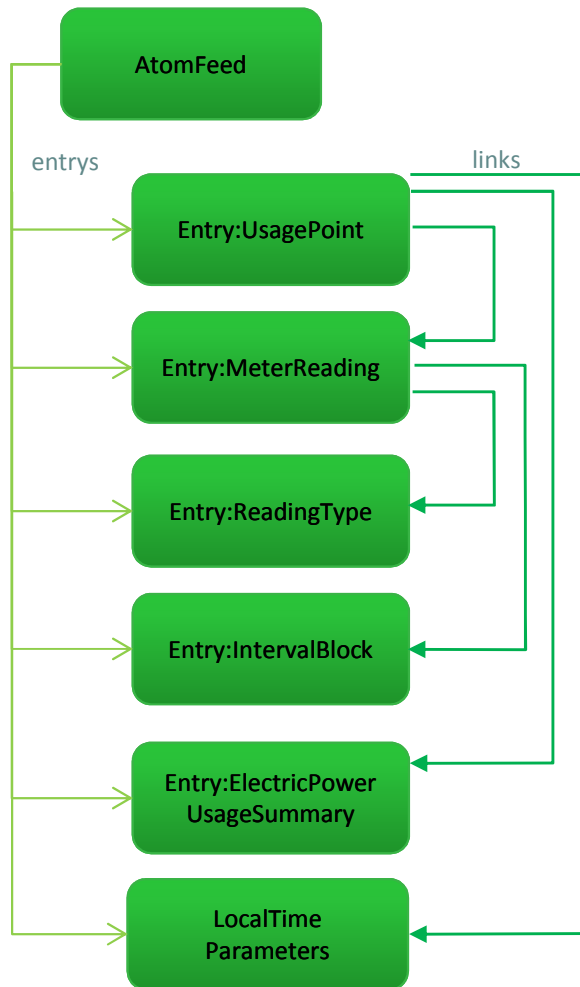 AtomFeed
entrys
links
Entry:UsagePoint
Entry:MeterReading
Entry:ReadingType
Entry:IntervalBlock
Entry:ElectricPower
UsageSummary
LocalTime
Parameters